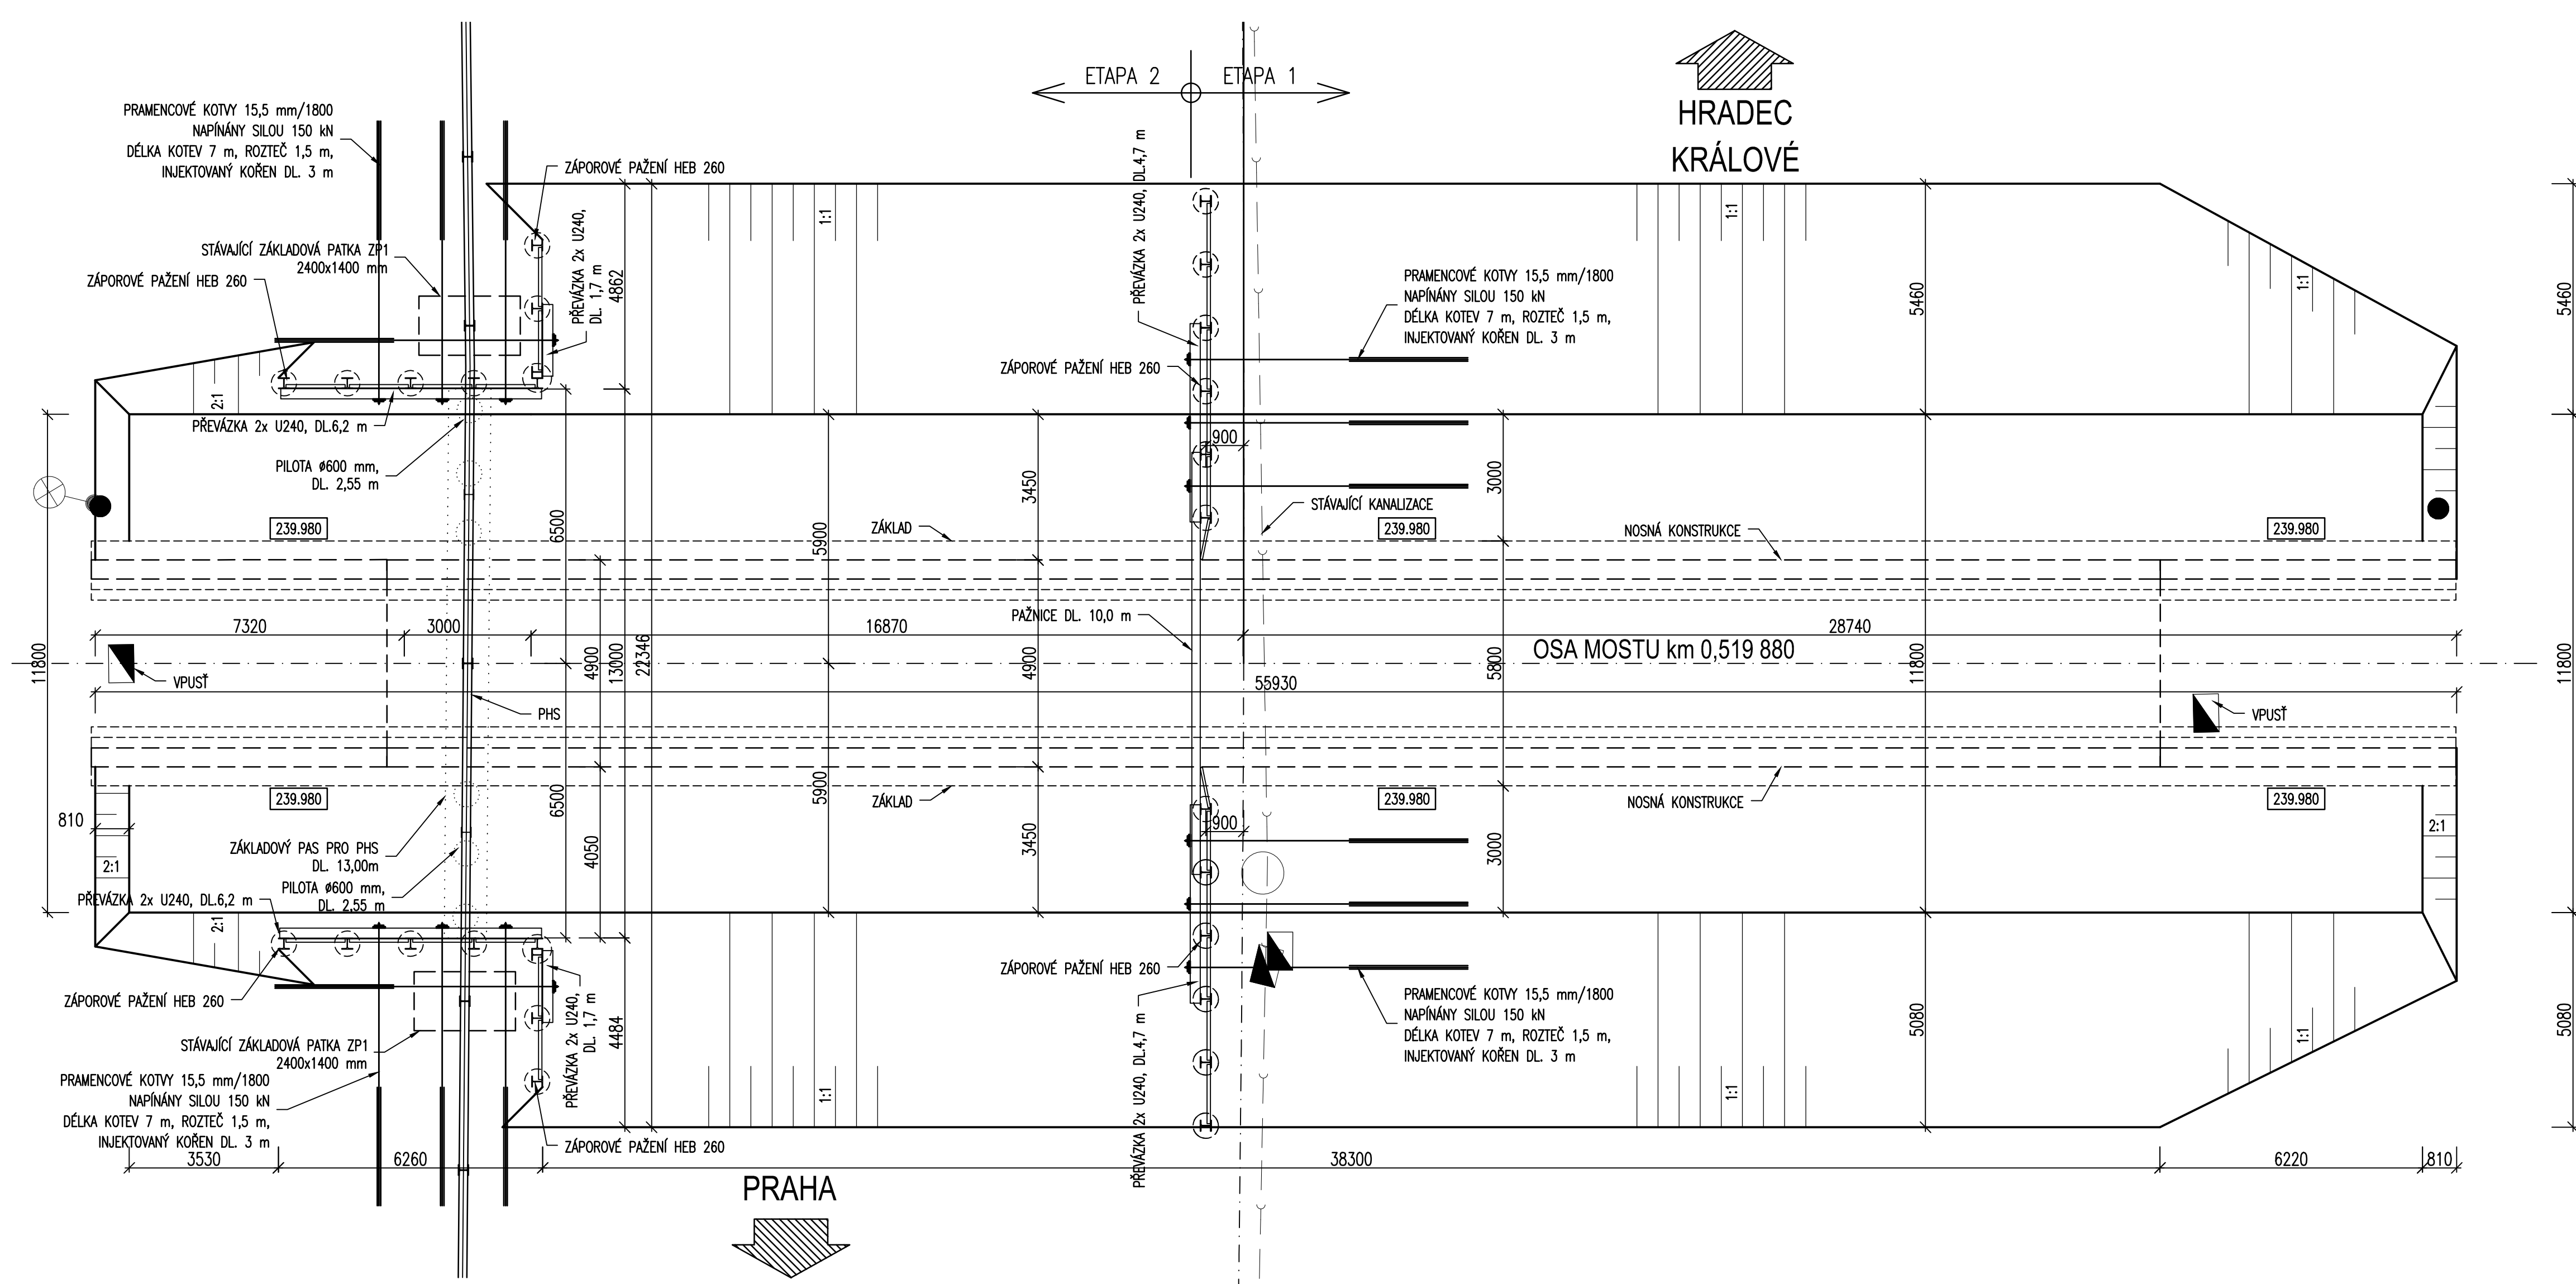 ETAPA 2
ETAPA 1
HRADEC
KRÁLOVÉ
PRAMENCOVÉ KOTVY 15,5 mm/1800
NAPÍNÁNY SILOU 150 kN
DÉLKA KOTEV 7 m, ROZTEČ 1,5 m,
INJEKTOVANÝ KOŘEN DL. 3 m
ZÁPOROVÉ PAŽENÍ HEB 260
STÁVAJÍCÍ ZÁKLADOVÁ PATKA ZP1
2400x1400 mm
ZÁPOROVÉ PAŽENÍ HEB 260
PŘEVÁZKA 2x U240,
DL. 1,7 m
4862
1:1
PŘEVÁZKA 2x U240, DL.4,7 m
1:1
5460
1:1
5460
PRAMENCOVÉ KOTVY 15,5 mm/1800
NAPÍNÁNY SILOU 150 kN
DÉLKA KOTEV 7 m, ROZTEČ 1,5 m,
INJEKTOVANÝ KOŘEN DL. 3 m
ZÁPOROVÉ PAŽENÍ HEB 260
2:1
PŘEVÁZKA 2x U240, DL.6,2 m
PILOTA ø600 mm,
DL. 2,55 m
900
3450
3000
STÁVAJÍCÍ KANALIZACE
239.980
6500
5900
ZÁKLAD
239.980
NOSNÁ KONSTRUKCE
239.980
PAŽNICE DL. 10,0 m
7320
3000
16870
28740
OSA MOSTU km 0,519 880
11800
4900
13000
22346
4900
5800
11800
11800
VPUSŤ
55930
PHS
VPUSŤ
239.980
6500
5900
ZÁKLAD
239.980
NOSNÁ KONSTRUKCE
239.980
810
900
2:1
ZÁKLADOVÝ PAS PRO PHS
DL. 13,00m
4050
3450
3000
2:1
PILOTA ø600 mm,
DL. 2,55 m
PŘEVÁZKA 2x U240, DL.6,2 m
2:1
ZÁPOROVÉ PAŽENÍ HEB 260
ZÁPOROVÉ PAŽENÍ HEB 260
PŘEVÁZKA 2x U240,
DL. 1,7 m
4484
1:1
PŘEVÁZKA 2x U240, DL.4,7 m
PRAMENCOVÉ KOTVY 15,5 mm/1800
NAPÍNÁNY SILOU 150 kN
DÉLKA KOTEV 7 m, ROZTEČ 1,5 m,
INJEKTOVANÝ KOŘEN DL. 3 m
1:1
5080
1:1
5080
STÁVAJÍCÍ ZÁKLADOVÁ PATKA ZP1
2400x1400 mm
PRAMENCOVÉ KOTVY 15,5 mm/1800
NAPÍNÁNY SILOU 150 kN
DÉLKA KOTEV 7 m, ROZTEČ 1,5 m,
INJEKTOVANÝ KOŘEN DL. 3 m
ZÁPOROVÉ PAŽENÍ HEB 260
3530
6260
38300
6220
810
PRAHA